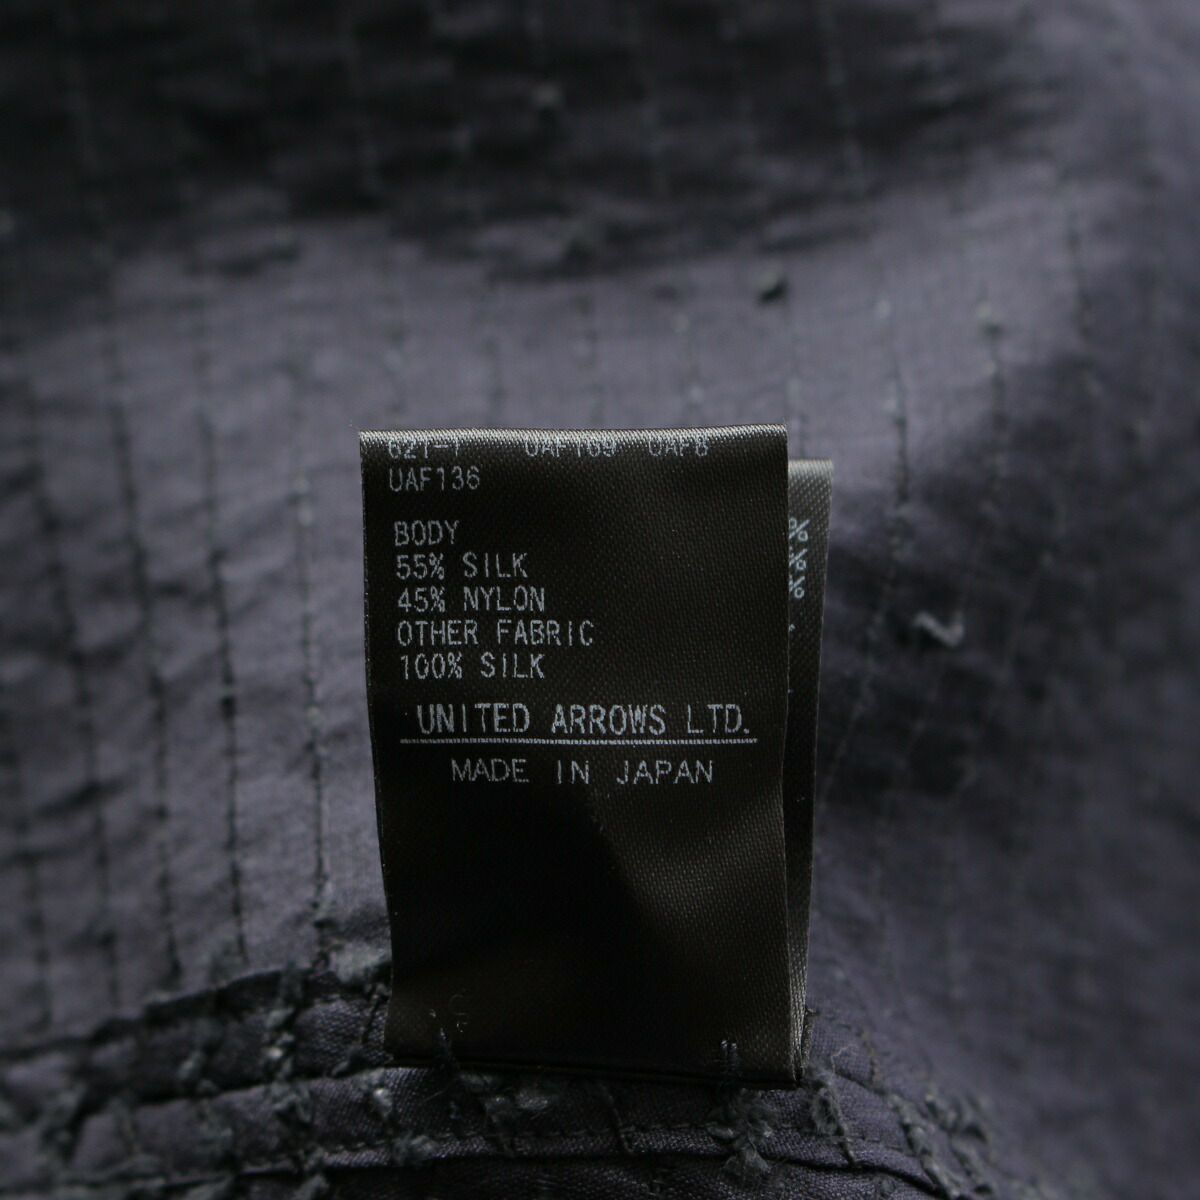 UAF136
BODY
55% SILK
45% NYLON
OTHER FABRIC
100% SILK
UNITED ARROWS LTD.
MADE IN JAPAN
%
%
%